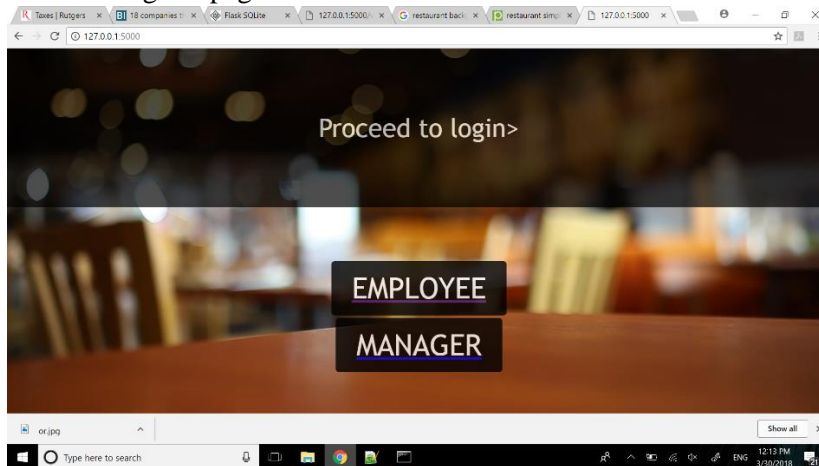 Taxes | Rutgers
18 companies t
Flask SQLite
127.0.0.1:5000/
restaurant back
restaurant simp
127.0.0.1:5000
127.0.0.1:5000
Proceed to login>
EMPLOYEE
MANAGER
or.jpg
Show all
Type here to search
ENG
12:13 PM
3/30/2018
21